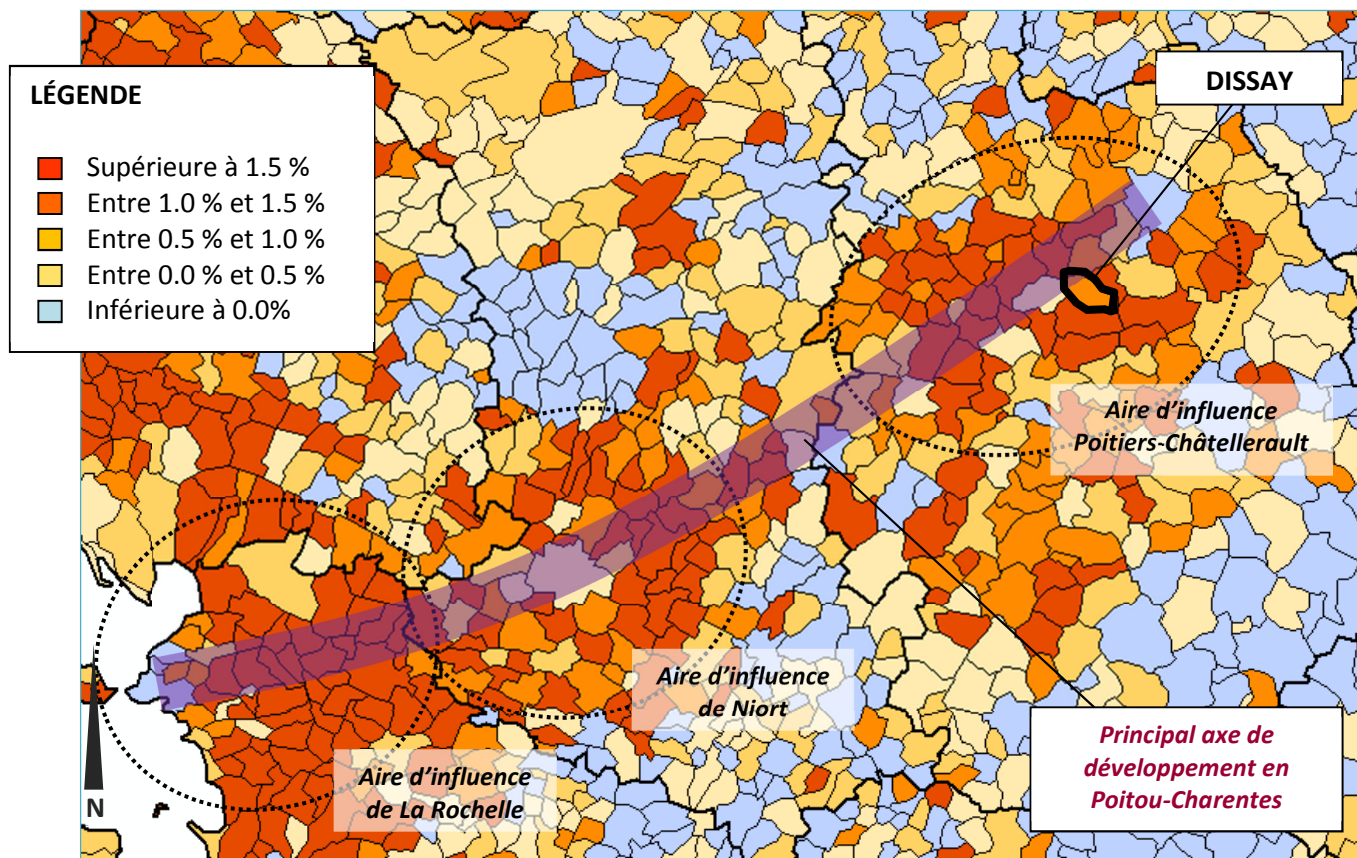 LÉGENDE
Supérieure à 1.5 %
Entre 1.0 % et 1.5 %
Entre 0.5 % et 1.0 %
Entre 0.0 % et 0.5 %
Inférieure à 0.0%
DISSAY
Aire d’influence
Poitiers-Châtellerault
Aire d’influence
de Niort
Aire d’influence
de La Rochelle
Principal axe de
développement en
Poitou-Charentes
N